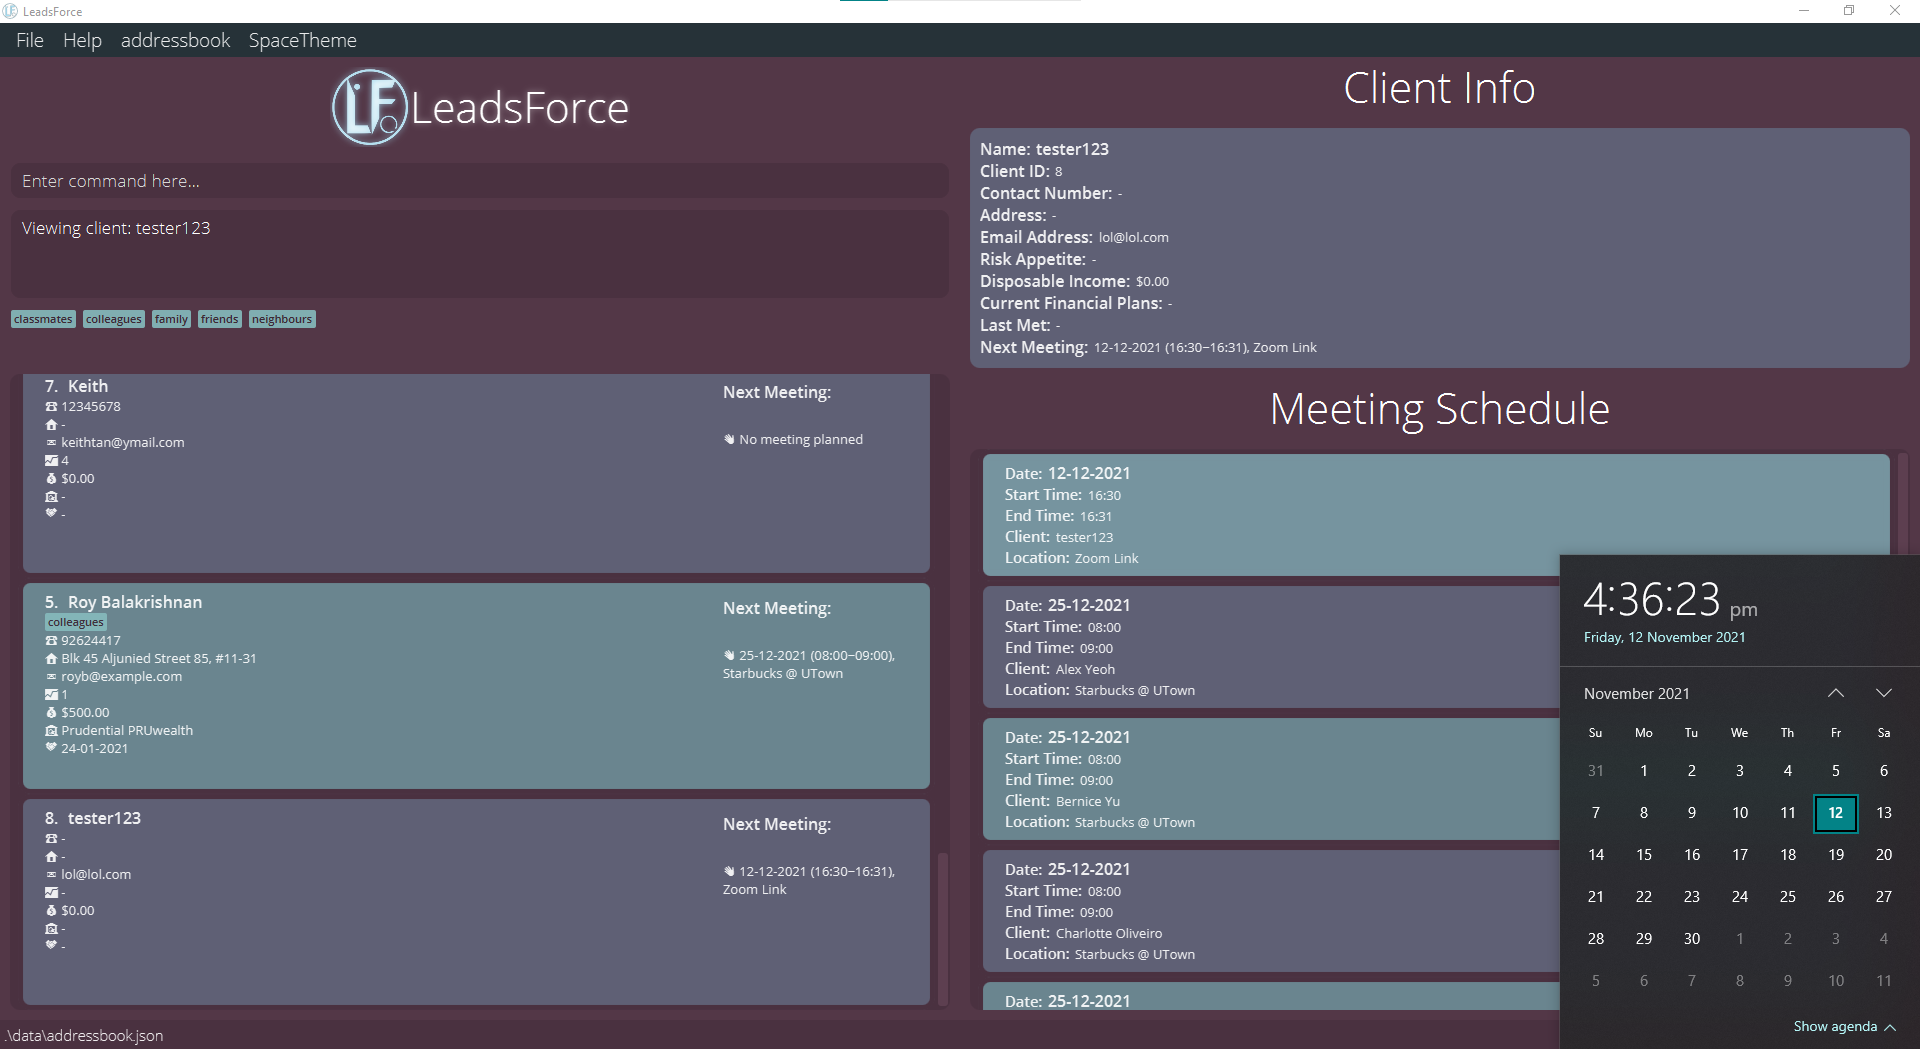 LeadsForce
File Help addressbook SpaceTheme
LF
LeadsForce
Enter command here...
Viewing client: tester123
classmates colleagues family friends neighbours
7. Keith
12345678
-
keithtan@ymail.com
4
$0.00
-
-
Next Meeting:
No meeting planned
5. Roy Balakrishnan
colleagues
92624417
Blk 45 Aljunied Street 85, #11-31
royb@example.com
1
$500.00
Prudential PRUwealth
24-01-2021
Next Meeting:
25-12-2021 (08:00~09:00),
Starbucks @ UTown
8. tester123
-
-
lol@lol.com
-
$0.00
-
-
Next Meeting:
12-12-2021 (16:30~16:31),
Zoom Link
.\data\addressbook.json
Client Info
Name: tester123
Client ID: 8
Contact Number: -
Address: -
Email Address: lol@lol.com
Risk Appetite: -
Disposable Income: $0.00
Current Financial Plans: -
Last Met: -
Next Meeting: 12-12-2021 (16:30~16:31), Zoom Link
Meeting Schedule
Date: 12-12-2021
Start Time: 16:30
End Time: 16:31
Client: tester123
Location: Zoom Link
Date: 25-12-2021
Start Time: 08:00
End Time: 09:00
Client: Alex Yeoh
Location: Starbucks @ UTown
Date: 25-12-2021
Start Time: 08:00
End Time: 09:00
Client: Bernice Yu
Location: Starbucks @ UTown
Date: 25-12-2021
Start Time: 08:00
End Time: 09:00
Client: Charlotte Oliveiro
Location: Starbucks @ UTown
Date: 25-12-2021
4:36:23 pm
Friday, 12 November 2021
November 2021
Su Mo Tu We Th Fr Sa
31 1 2 3 4 5 6
7 8 9 10 11 12 13
14 15 16 17 18 19 20
21 22 23 24 25 26 27
28 29 30 1 2 3 4
5 6 7 8 9 10 11
Show agenda